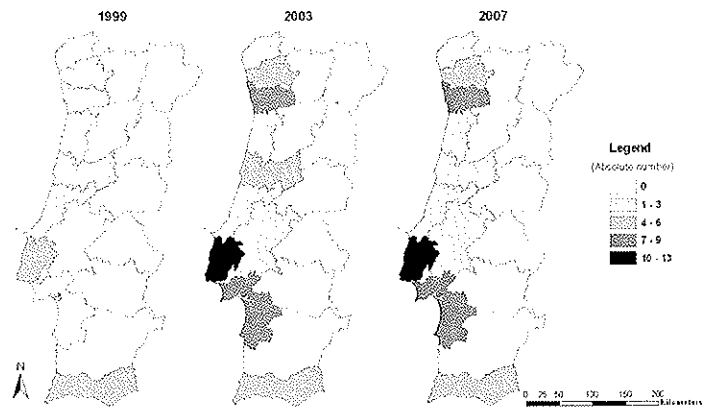 1999
2003
2007
Legend
(Absolute number)
0
1 - 3
4 - 6
7 - 9
10 - 13
N
0 25 50 100 150 200
Kilometers